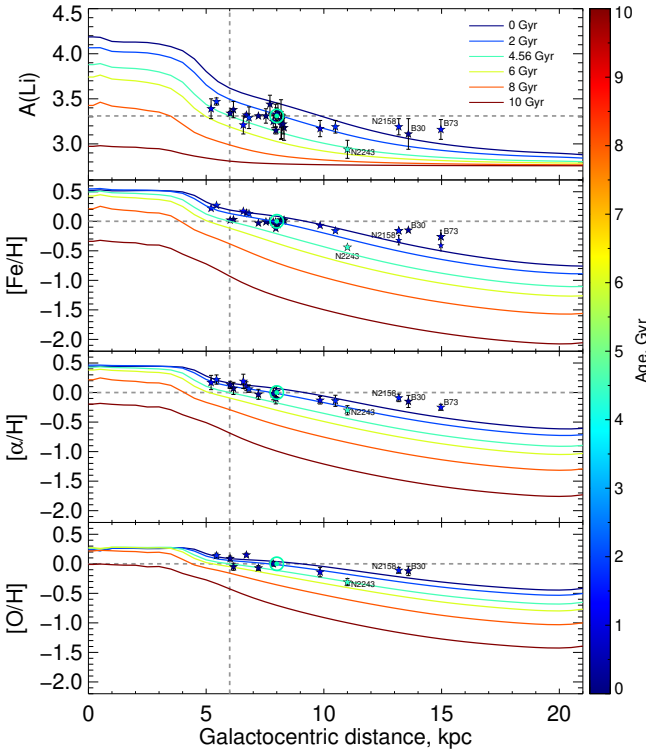 4.5
4.0
3.5
3.0
A(Li)
0 Gyr
2 Gyr
4.56 Gyr
6 Gyr
8 Gyr
10 Gyr
N2158
B30
B73
N2243
0.5
0.0
−0.5
−1.0
−1.5
−2.0
[Fe/H]
N2158
B30
B73
N2243
0.5
0.0
−0.5
−1.0
−1.5
−2.0
[α/H]
N2158
B30
B73
N2243
0.5
0.0
−0.5
−1.0
−1.5
−2.0
[O/H]
N2158
B30
N2243
0 5 10 15 20
Galactocentric distance, kpc
10
9
8
7
6
5
4
3
2
1
0
Age, Gyr